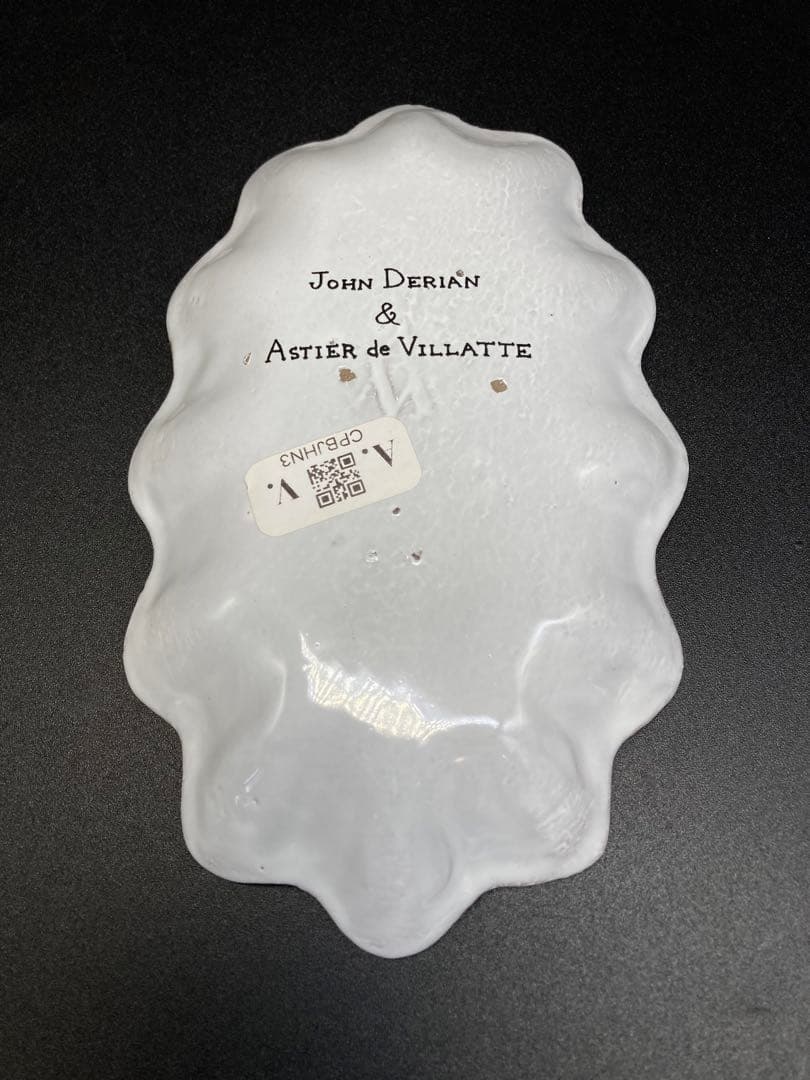 John Derian
&
Astier de Villatte
A.
V.
CPBJHN3